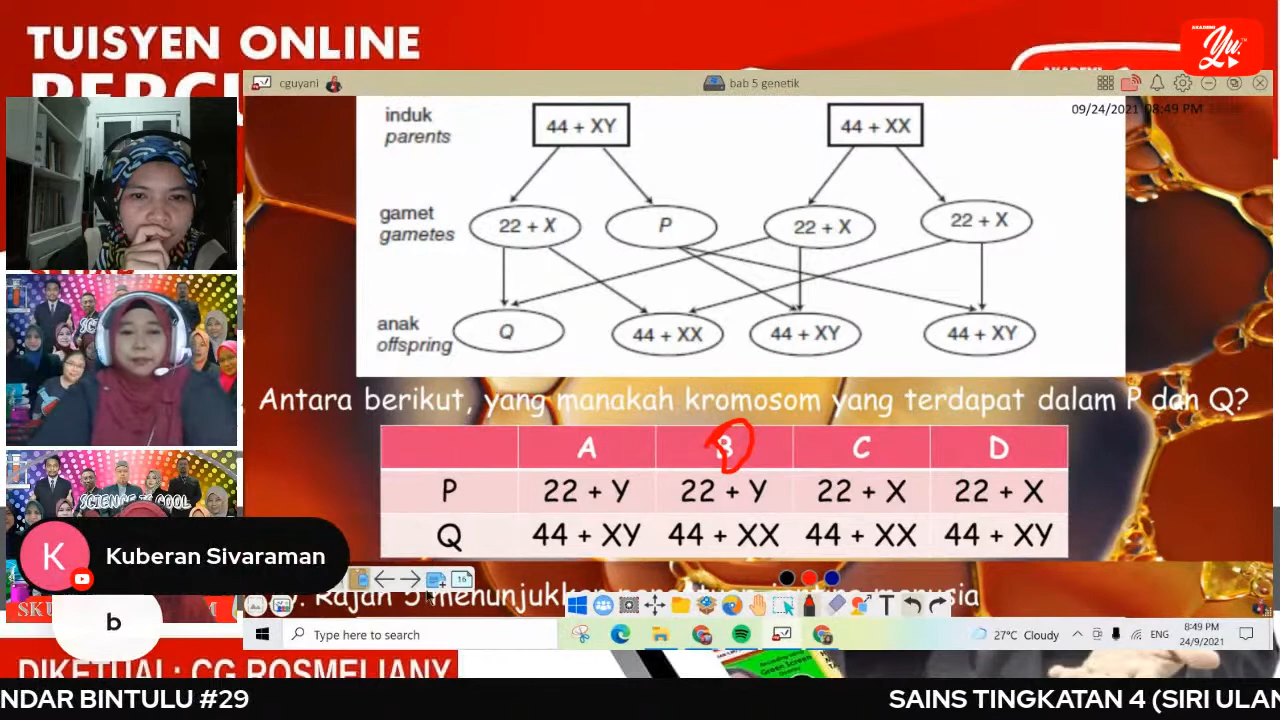 TUISYEN ONLINE
cguyani
bab 5 genetik
09/24/2021 08:49 PM
induk
parents
44 + XY
44 + XX
gamet
gametes
22 + X
P
22 + X
22 + X
anak
offspring
Q
44 + XX
44 + XY
44 + XY
Antara berikut, yang manakah kromosom yang terdapat dalam P dan Q?
A B C D
P 22 + Y 22 + Y 22 + X 22 + X
Q 44 + XY 44 + XX 44 + XX 44 + XY
SCIENCE IS COOL
K
Kuberan Sivaraman
b
16
Rajah 5 menunjukkan
Type here to search
27°C Cloudy
ENG
8:49 PM
24/9/2021
DIKETUAI : CG ROSMELIANY
NDAR BINTULU #29
SAINS TINGKATAN 4 (SIRI ULAN